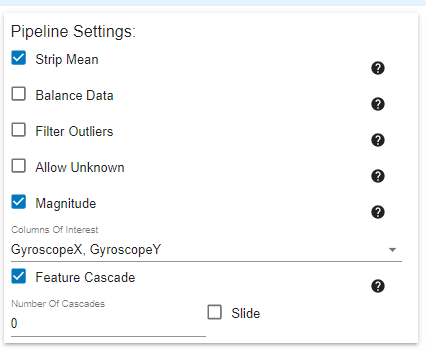 Pipeline Settings:
Strip Mean
?
Balance Data
?
Filter Outliers
?
Allow Unknown
?
Magnitude
?
Columns Of Interest
GyroscopeX, GyroscopeY
Feature Cascade
?
Number Of Cascades
0
Slide